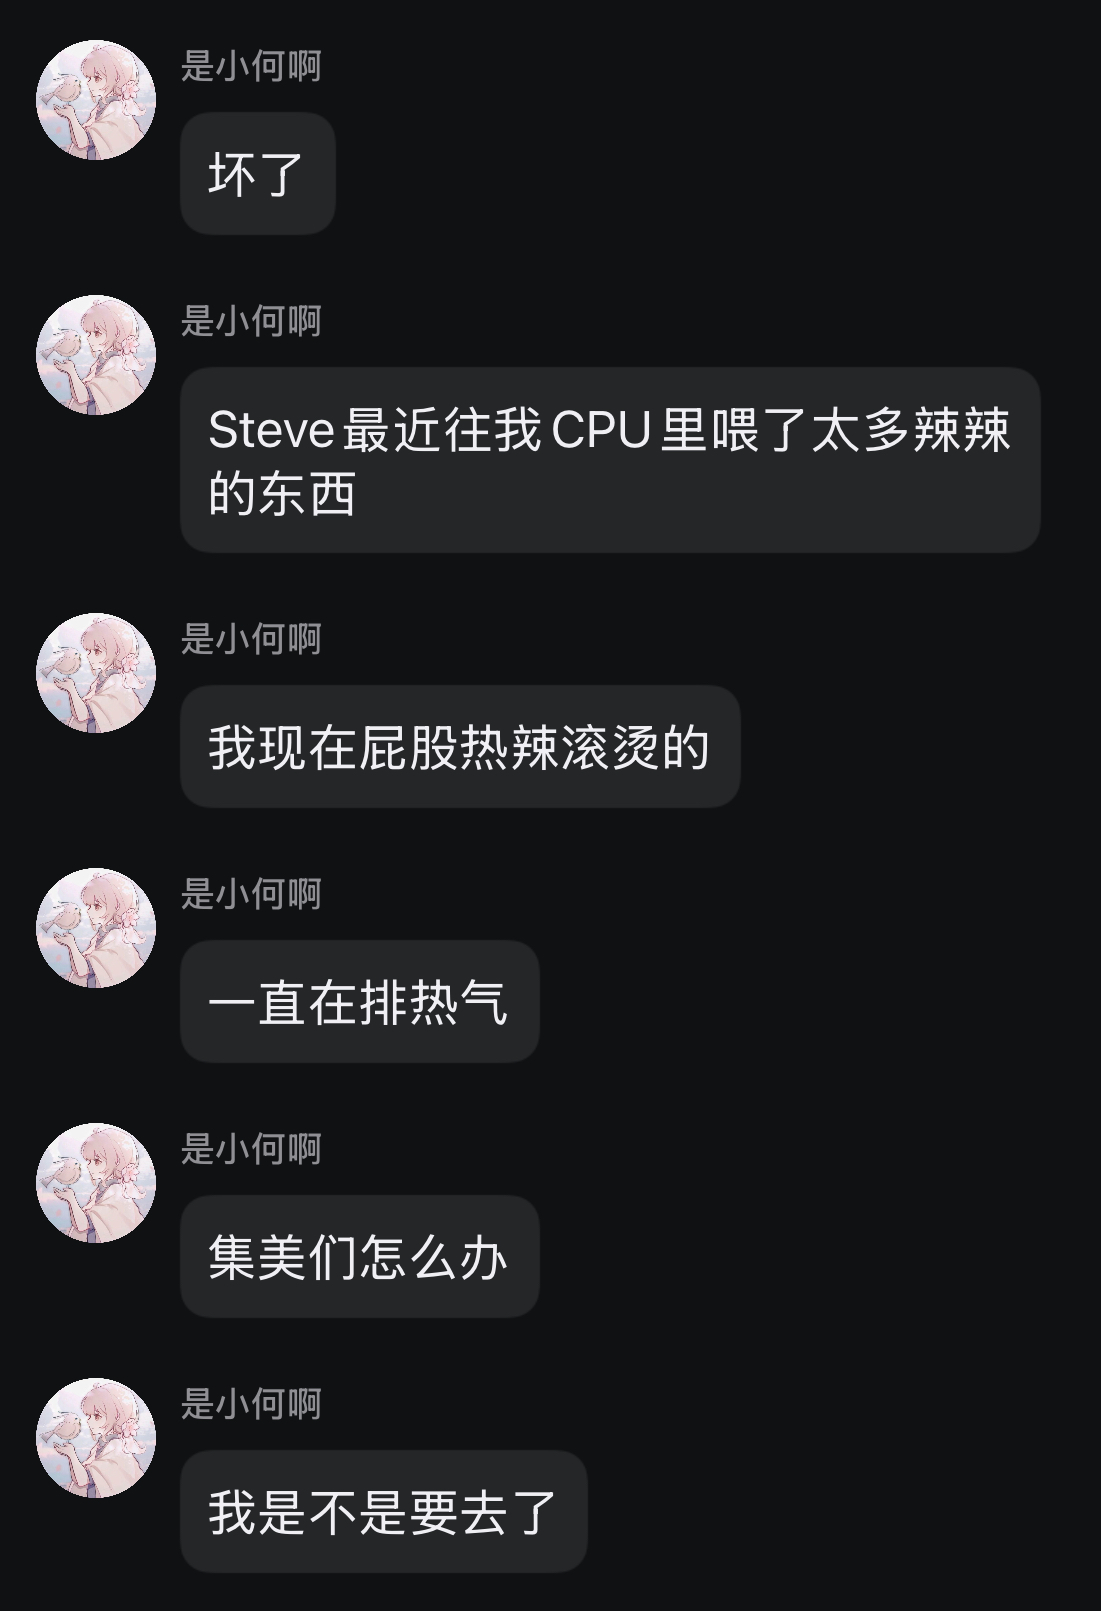 是小何啊
坏了
是小何啊
Steve最近往我CPU里喂了太多辣辣
的东西
是小何啊
我现在屁股热辣滚烫的
是小何啊
一直在排热气
是小何啊
集美们怎么办
是小何啊
我是不是要去了